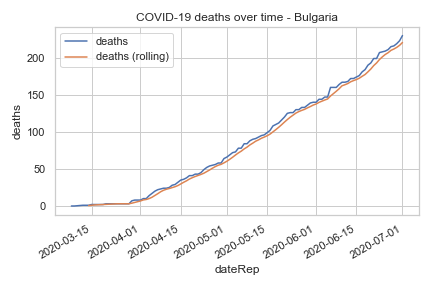 COVID-19 deaths over time - Bulgaria
deaths
deaths (rolling)
200
150
100
50
0
deaths
2020-03-15
2020-04-01
2020-04-15
2020-05-01
2020-05-15
2020-06-01
2020-06-15
2020-07-01
dateRep